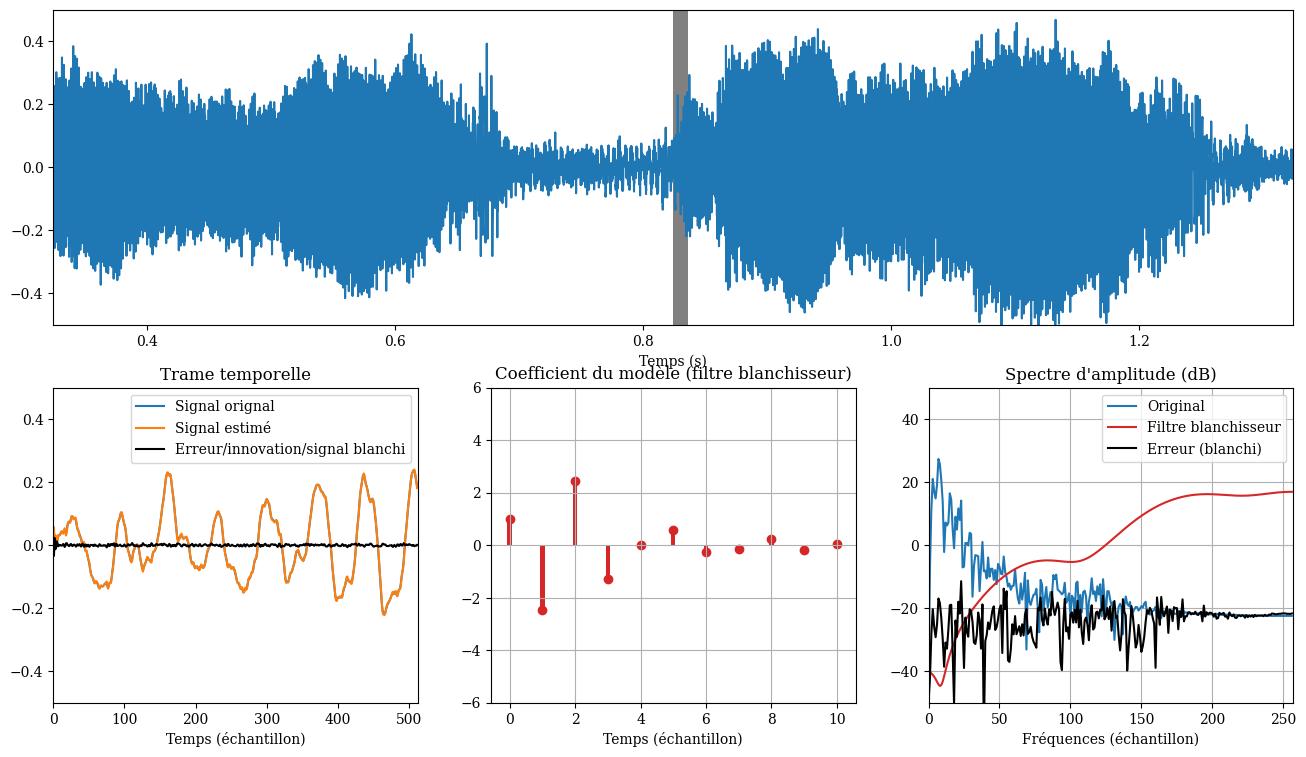 0.4
0.2
0.0
−0.2
−0.4
0.4 0.6 0.8 1.0 1.2
Temps (s)
Trame temporelle
Signal orignal
Signal estimé
Erreur/innovation/signal blanchi
0.4
0.2
0.0
−0.2
−0.4
0 100 200 300 400 500
Temps (échantillon)
Coefficient du modèle (filtre blanchisseur)
6
4
2
0
−2
−4
−6
0 2 4 6 8 10
Temps (échantillon)
Spectre d'amplitude (dB)
Original
Filtre blanchisseur
Erreur (blanchi)
40
20
0
−20
−40
0 50 100 150 200 250
Fréquences (échantillon)